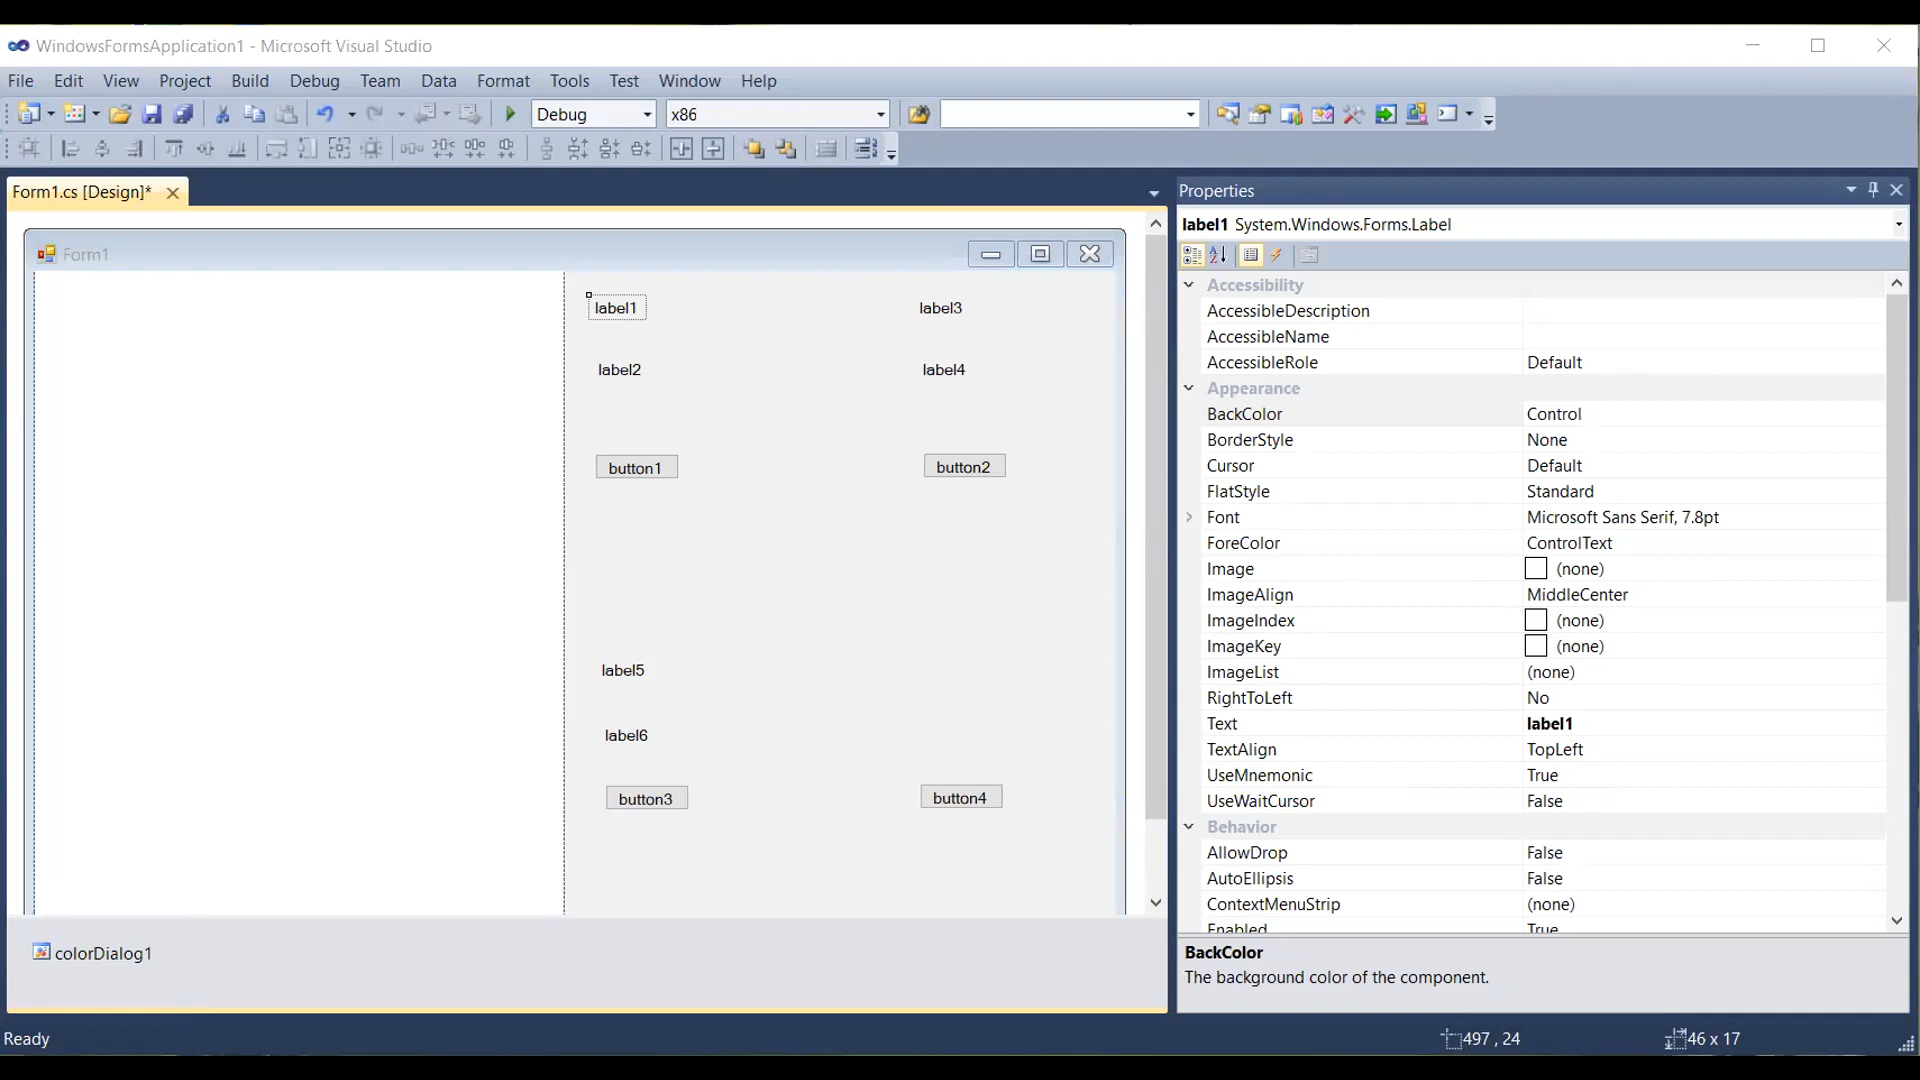 WindowsFormsApplication1 - Microsoft Visual Studio
File Edit View Project Build Debug Team Data Format Tools Test Window Help
Debug x86
Form1.cs [Design]*
Form1
label1 label3
label2 label4
button1 button2
label5
label6
button3 button4
colorDialog1
Properties
label1 System.Windows.Forms.Label
Accessibility
AccessibleDescription
AccessibleName
AccessibleRole Default
Appearance
BackColor Control
BorderStyle None
Cursor Default
FlatStyle Standard
Font Microsoft Sans Serif, 7.8pt
ForeColor ControlText
Image (none)
ImageAlign MiddleCenter
ImageIndex (none)
ImageKey (none)
ImageList (none)
RightToLeft No
Text label1
TextAlign TopLeft
UseMnemonic True
UseWaitCursor False
Behavior
AllowDrop False
AutoEllipsis False
ContextMenuStrip (none)
Enabled True
BackColor
The background color of the component.
Ready 497 , 24 46 x 17